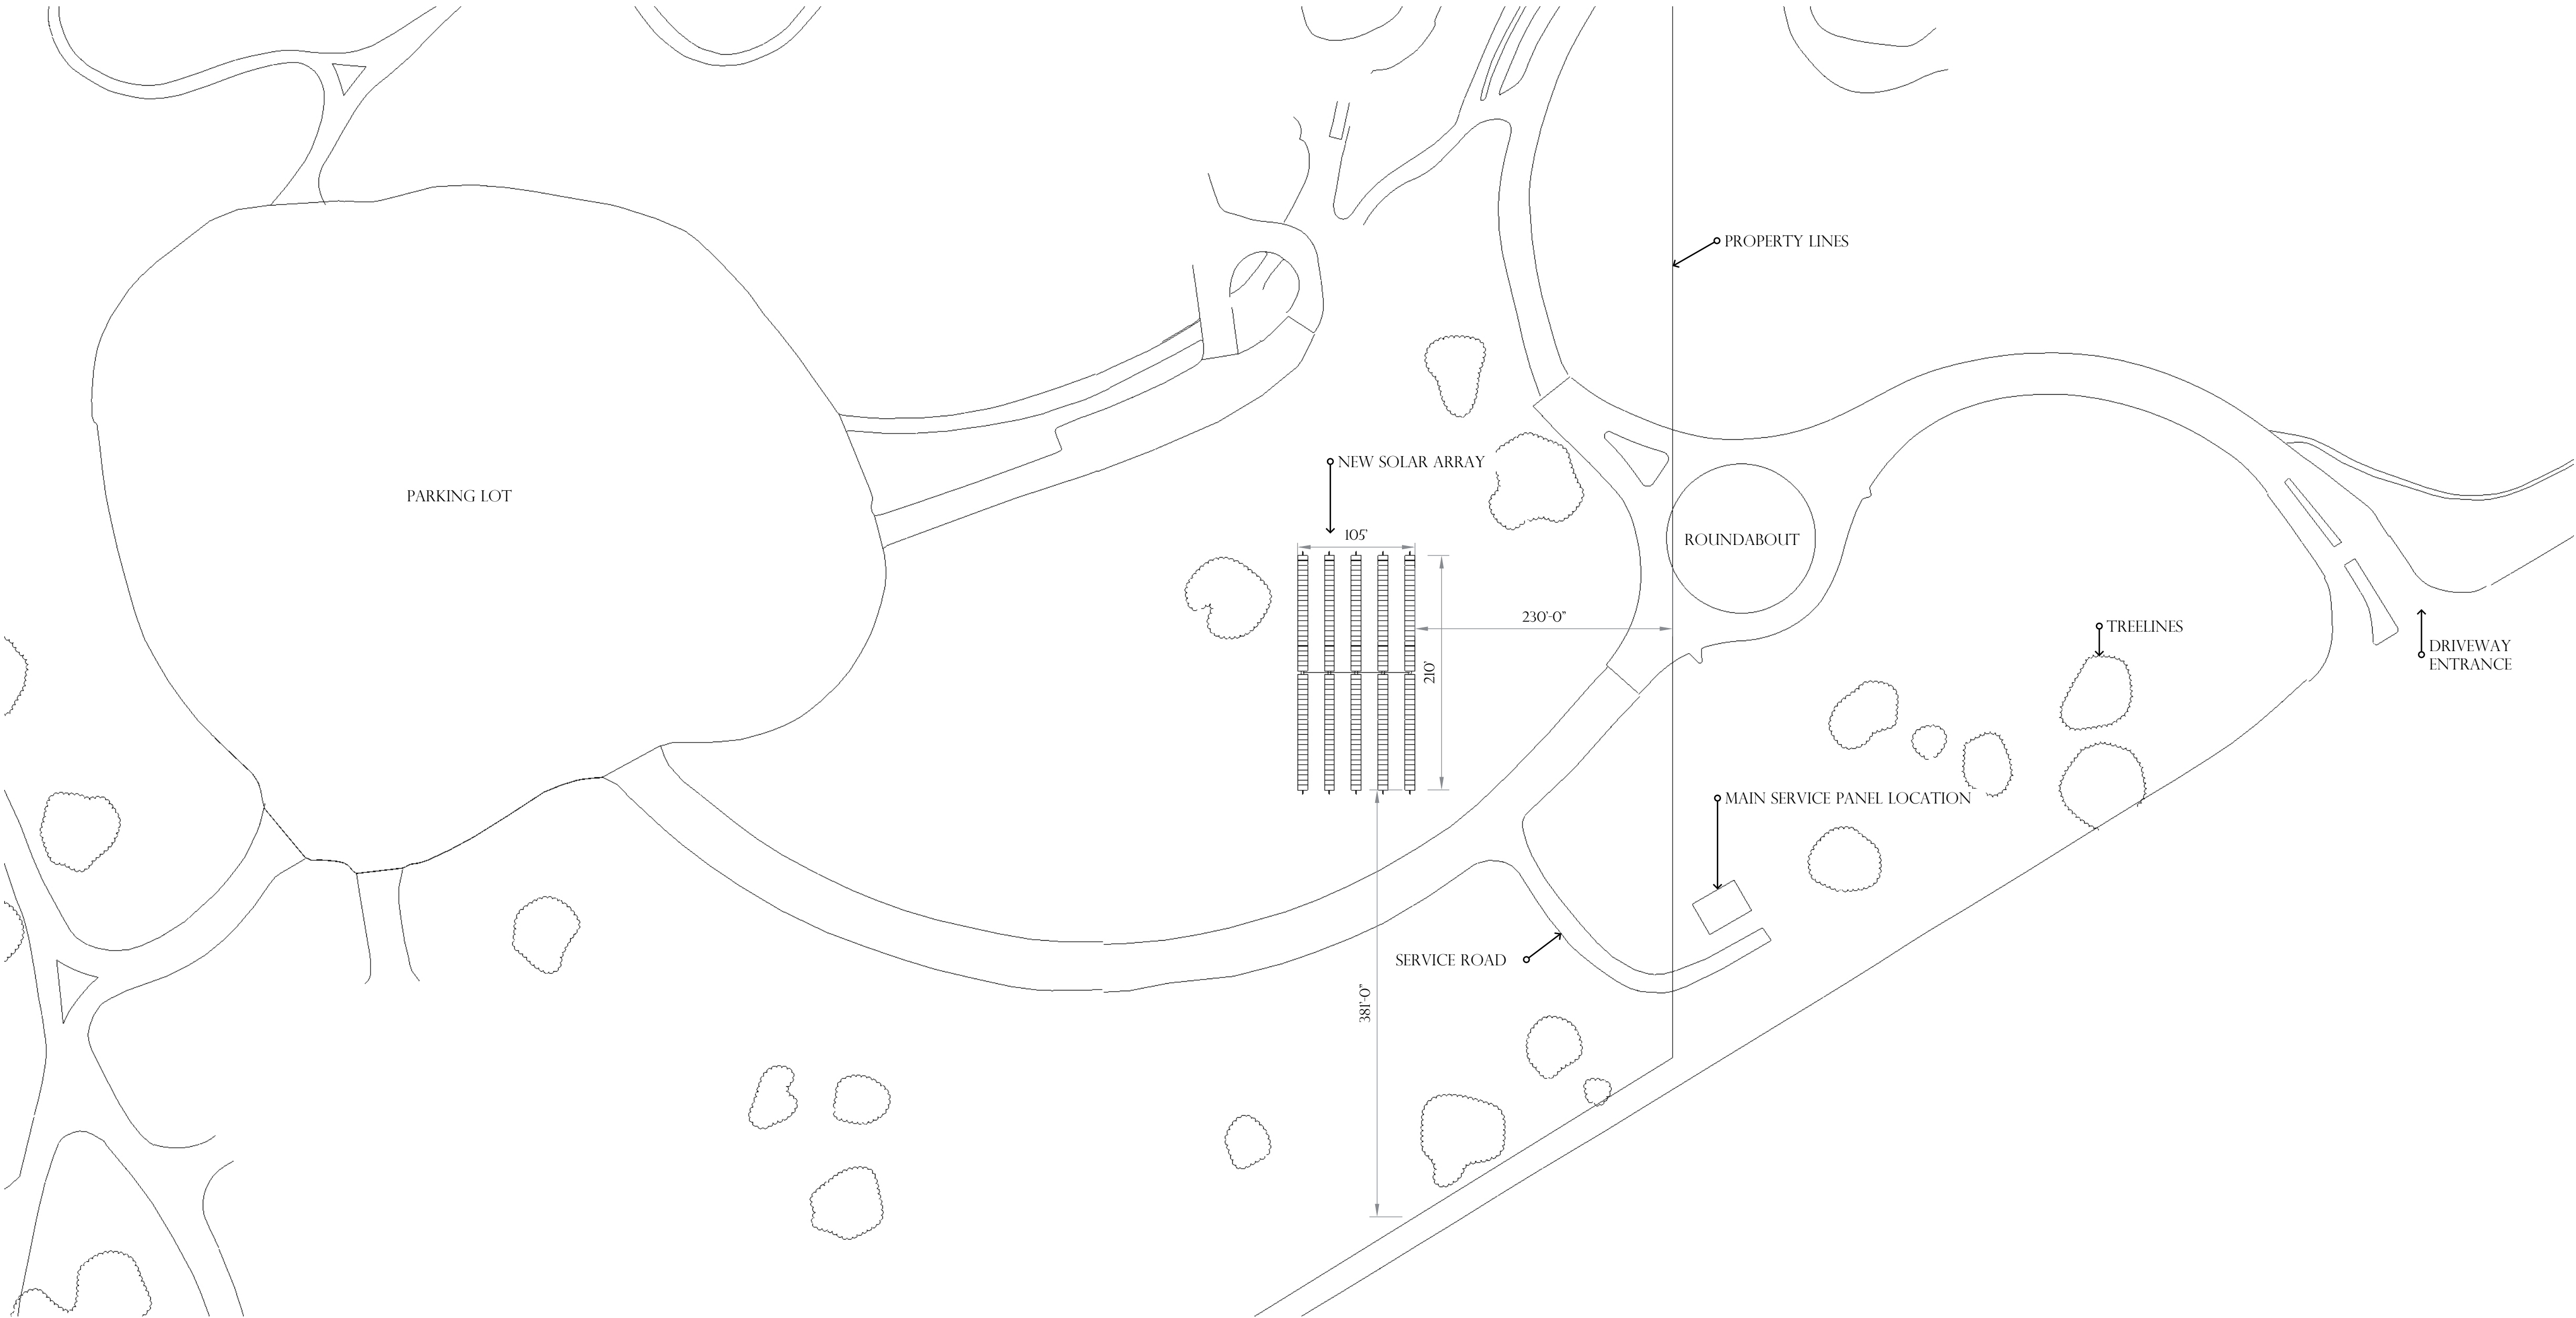 PROPERTY LINES
NEW SOLAR ARRAY
PARKING LOT
105'
ROUNDABOUT
230'-0"
TREELINES
210'
DRIVEWAY
ENTRANCE
MAIN SERVICE PANEL LOCATION
SERVICE ROAD
381'-0"